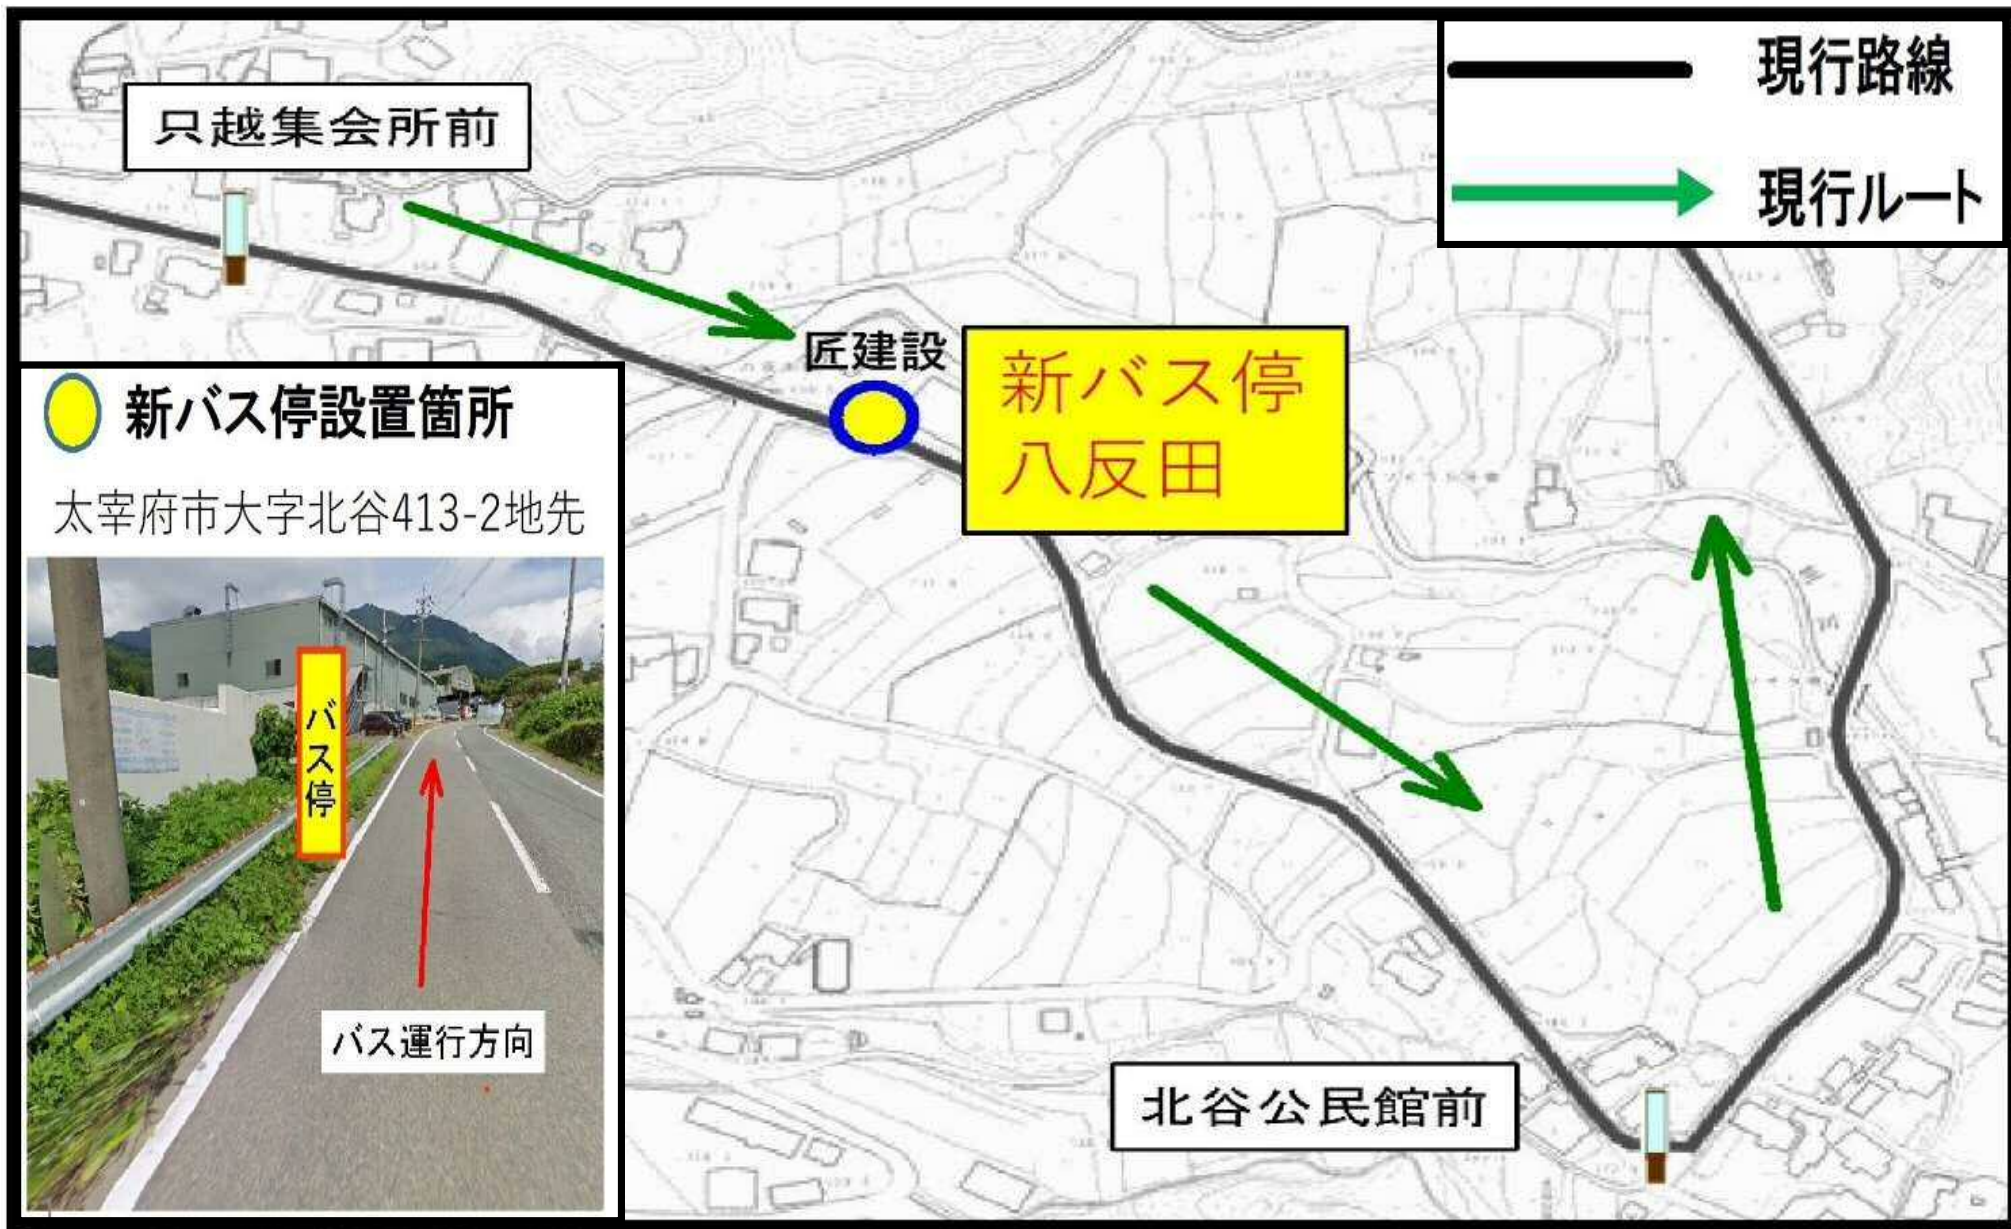 只越集会所前
現行路線
現行ルート
匠建設
新バス停
八反田
新バス停設置箇所
太宰府市大字北谷413-2地先
バス停
バス運行方向
北谷公民館前